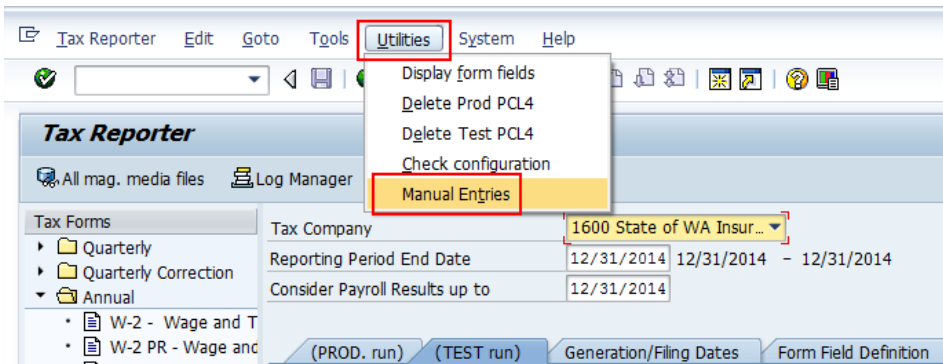 Tax Reporter Edit Goto Tools Utilities System Help
Display form fields
Delete Prod PCL4
Delete Test PCL4
Check configuration
Manual Entries
Tax Reporter
All mag. media files Log Manager
Tax Forms
Quarterly
Quarterly Correction
Annual
W-2 - Wage and T
W-2 PR - Wage and
Tax Company 1600 State of WA Insur...
Reporting Period End Date 12/31/2014 12/31/2014 - 12/31/2014
Consider Payroll Results up to 12/31/2014
(PROD. run) (TEST run) Generation/Filing Dates Form Field Definition